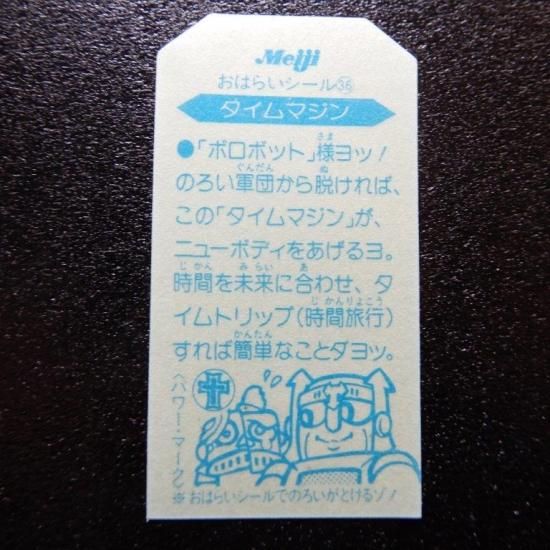 Meiji
おはらいシール㊱
タイムマジン
●「ボロボット」様ヨッ!
のろい軍団から脱ければ、
この「タイムマジン」が、
ニューボディをあげるヨ。
時間を未来に合わせ、タ
イムトリップ(時間旅行)
すれば簡単なことダヨッ。
〈パワー・マーク〉
※おはらいシールでのろいがとけるゾ!